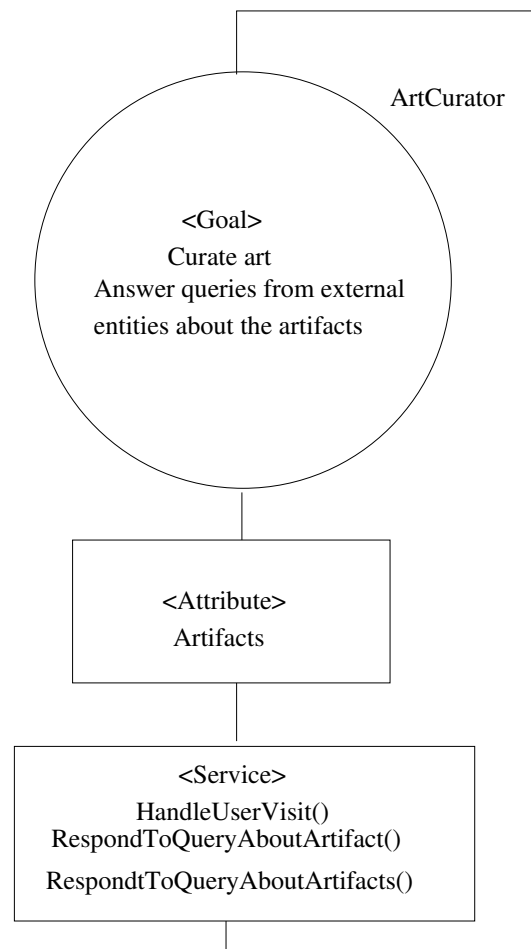 ArtCurator
<Goal>
Curate art
Answer queries from external
entities about the artifacts
<Attribute>
Artifacts
<Service>
HandleUserVisit()
RespondToQueryAboutArtifact()
RespondtToQueryAboutArtifacts()